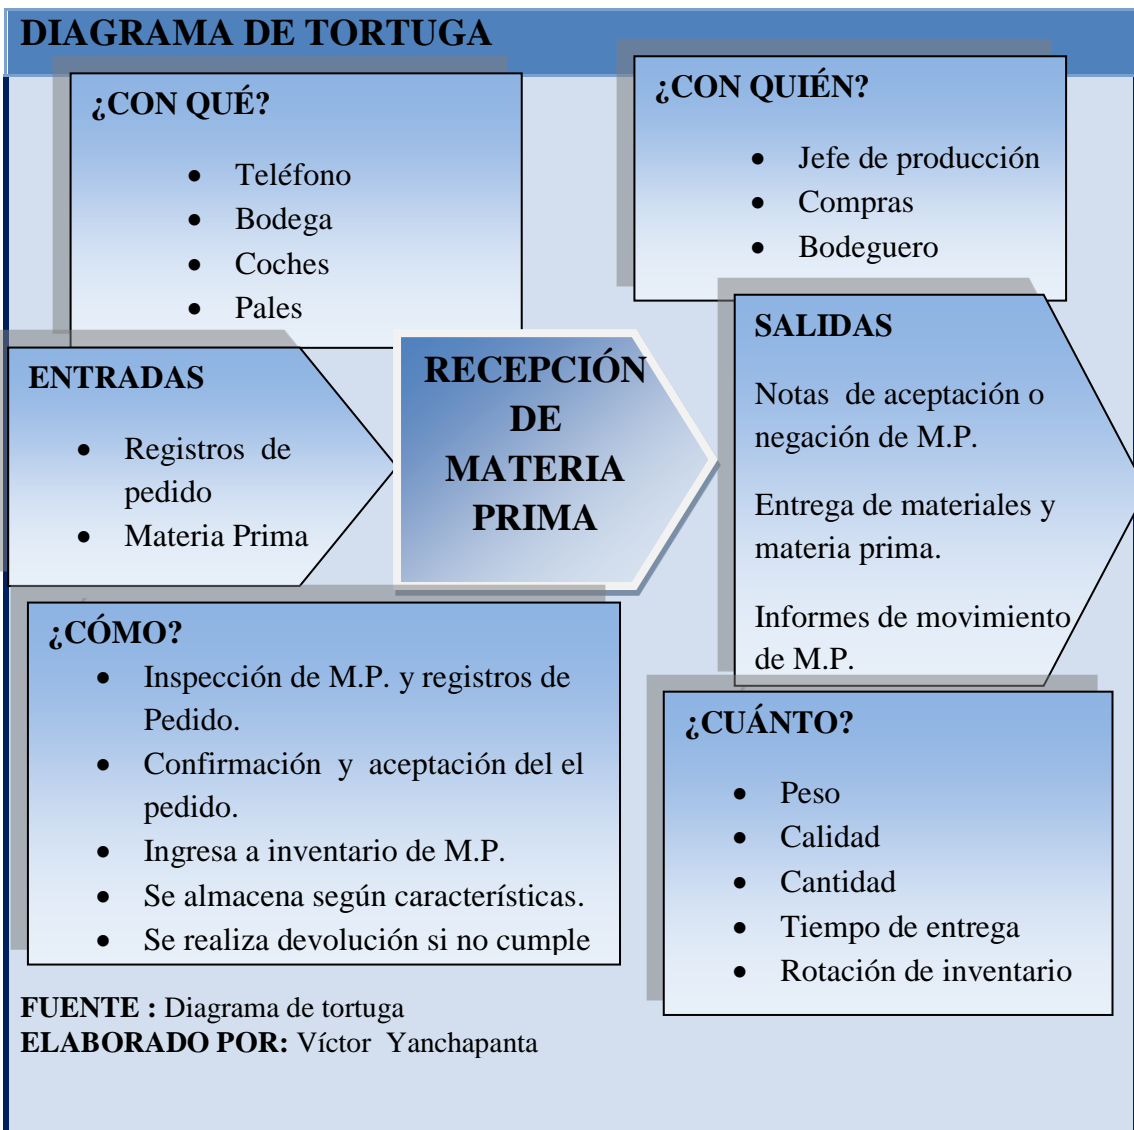 DIAGRAMA DE TORTUGA
¿CON QUÉ?
• Teléfono
• Bodega
• Coches
• Pales
¿CON QUIÉN?
• Jefe de producción
• Compras
• Bodeguero
ENTRADAS
• Registros de
pedido
• Materia Prima
RECEPCIÓN
DE
MATERIA
PRIMA
SALIDAS
Notas de aceptación o
negación de M.P.
Entrega de materiales y
materia prima.
Informes de movimiento
de M.P.
¿CÓMO?
• Inspección de M.P. y registros de
Pedido.
• Confirmación y aceptación del el
pedido.
• Ingresa a inventario de M.P.
• Se almacena según características.
• Se realiza devolución si no cumple
¿CUÁNTO?
• Peso
• Calidad
• Cantidad
• Tiempo de entrega
• Rotación de inventario
FUENTE : Diagrama de tortuga
ELABORADO POR: Víctor Yanchapanta